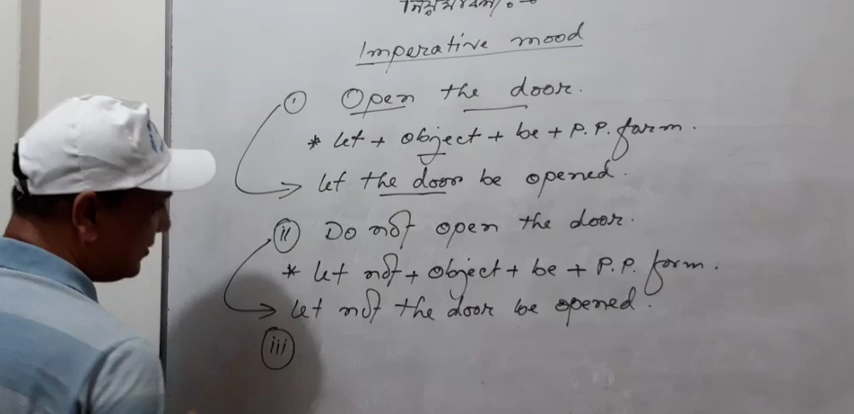 Imperative mood
(i) Open the door.
* let + object + be + P.P. farm.
let the door be opened.
(ii) Do not open the door.
* let not + object + be + P.P. form.
let not the door be opened.
(iii)